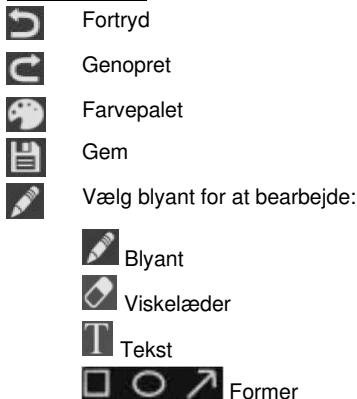 Fortryd
Genopret
Farvepalet
Gem
Vælg blyant for at bearbejde:
Blyant
Viskelæder
T Tekst
Former